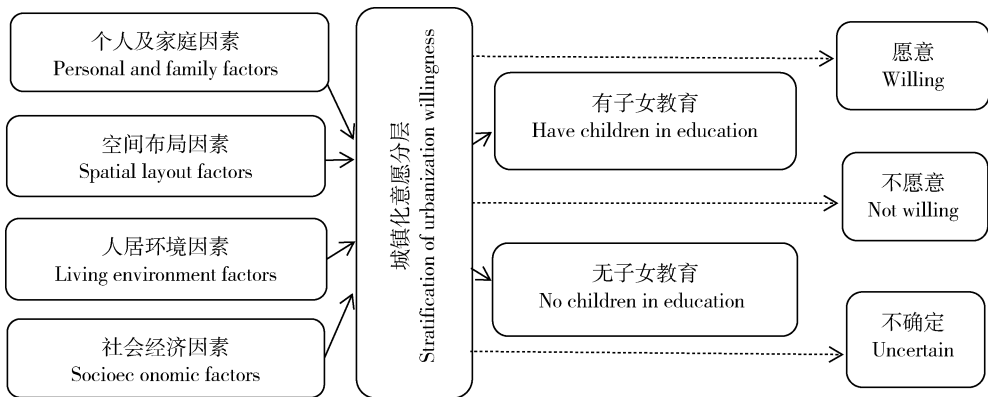 个人及家庭因素
Personal and family factors
空间布局因素
Spatial layout factors
人居环境因素
Living environment factors
社会经济因素
Socioec onomic factors
城镇化意愿分层
Stratification of urbanization willingness
有子女教育
Have children in education
无子女教育
No children in education
愿意
Willing
不愿意
Not willing
不确定
Uncertain